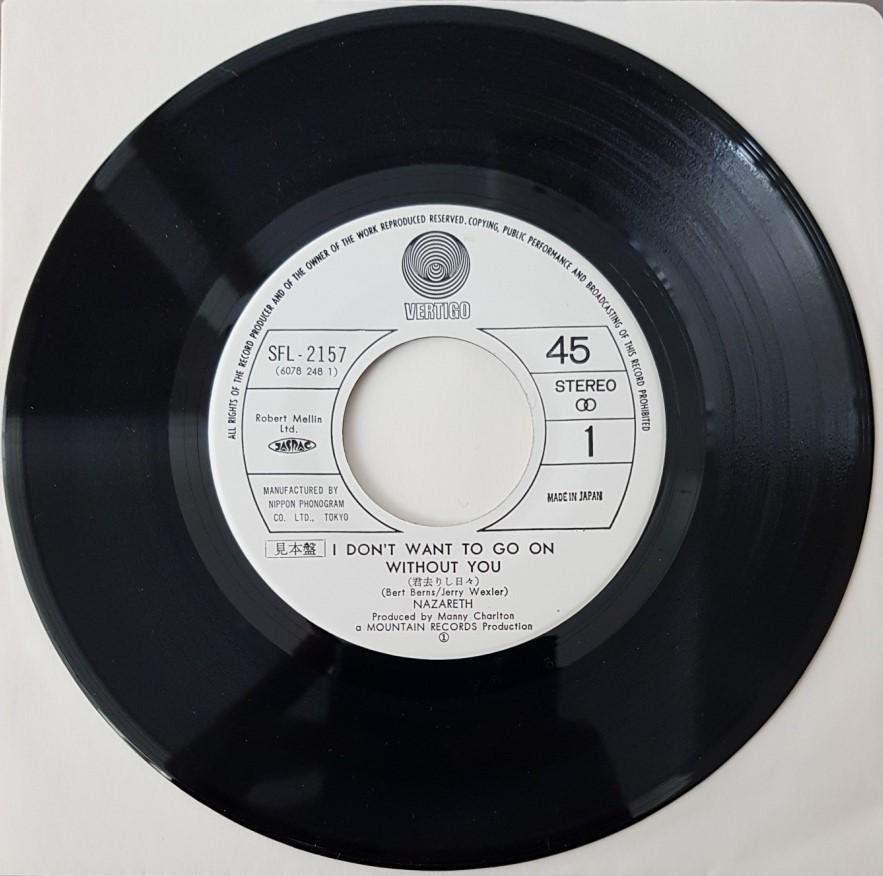 ALL RIGHTS OF THE RECORD PRODUCER AND OF THE OWNER OF THE WORK REPRODUCED RESERVED. COPYING, PUBLIC PERFORMANCE AND BROADCASTING OF THIS RECORD PROHIBITED
VERTIGO
SFL-2157
(6078 248 1)
Robert Mellin
Ltd.
JASRAC
MANUFACTURED BY
NIPPON PHONOGRAM
CO. LTD., TOKYO
45
STEREO
1
MADE IN JAPAN
見本盤 I DON'T WANT TO GO ON
WITHOUT YOU
(君去りし日々)
(Bert Berns/Jerry Wexler)
NAZARETH
Produced by Manny Charlton
a MOUNTAIN RECORDS Production
①